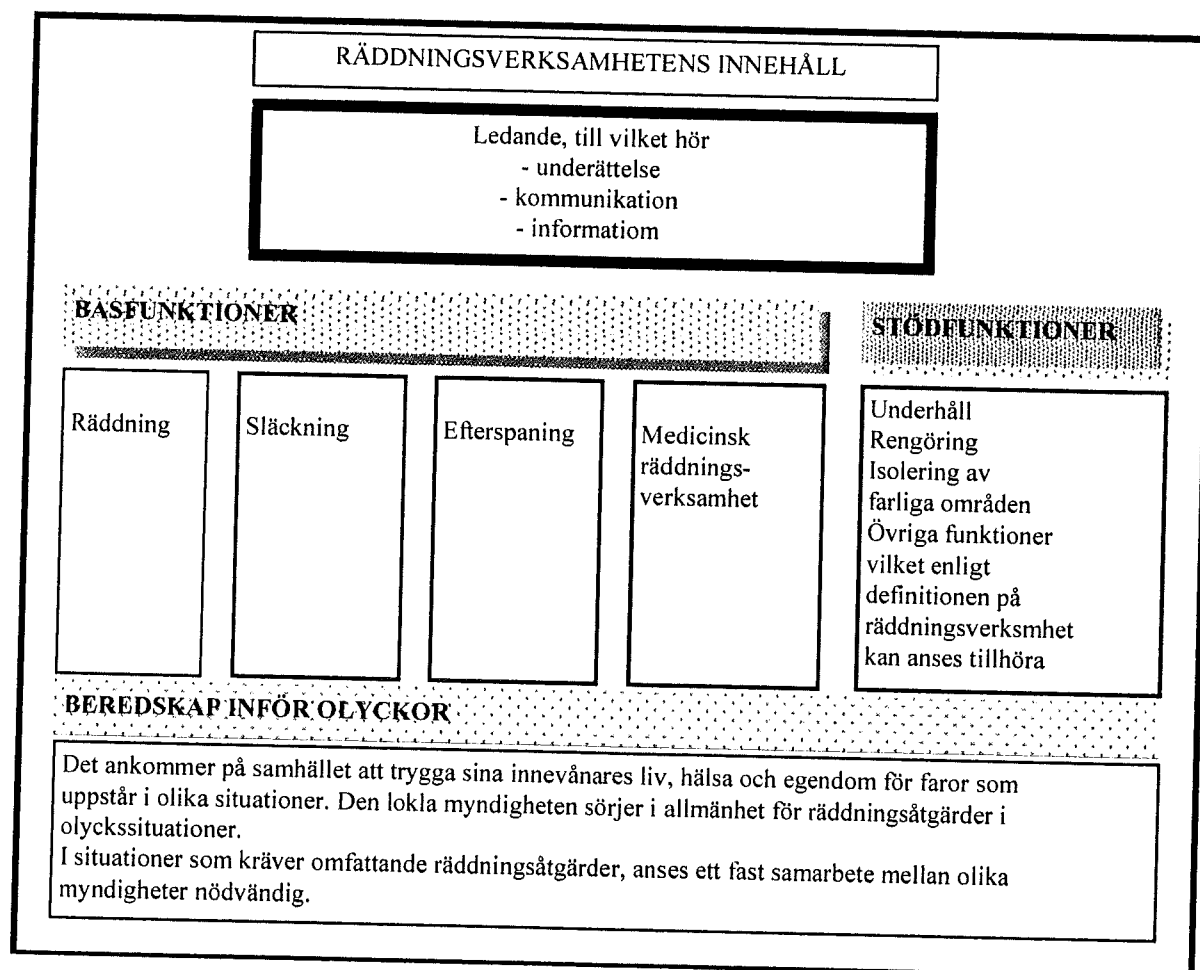 RÄDDNINGSVERKSAMHETENS INNEHÅLL
Ledande, till vilket hör
- underättelse
- kommunikation
- informatiom
BASFUNKTIONER
STÖDFUNKTIONER
Räddning
Släckning
Efterspaning
Medicinsk
räddnings-
verksamhet
Underhåll
Rengöring
Isolering av
farliga områden
Övriga funktioner
vilket enligt
definitionen på
räddningsverksmhet
kan anses tillhöra
BEREDSKAP INFÖR OLYCKOR
Det ankommer på samhället att trygga sina innevånares liv, hälsa och egendom för faror som
uppstår i olika situationer. Den lokla myndigheten sörjer i allmänhet för räddningsåtgärder i
olyckssituationer.
I situationer som kräver omfattande räddningsåtgärder, anses ett fast samarbete mellan olika
myndigheter nödvändig.